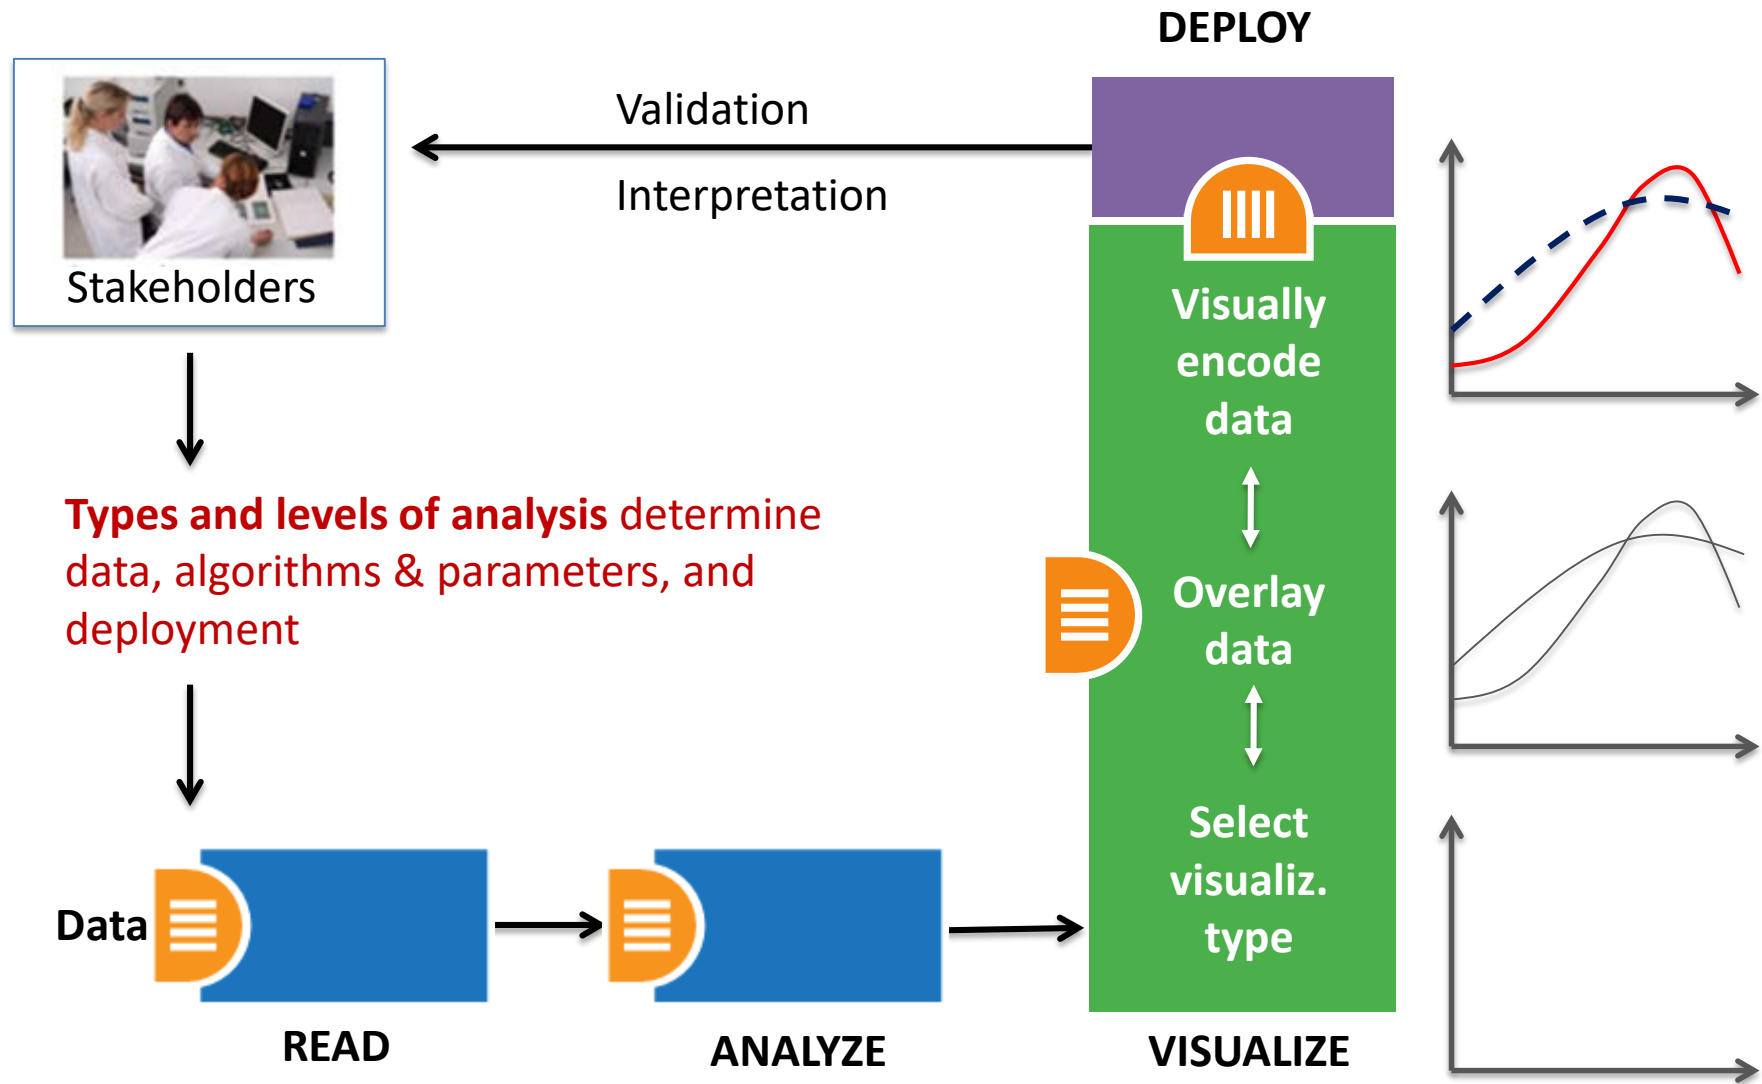 DEPLOY
Validation
Interpretation
Stakeholders
Visually
encode
data
Types and levels of analysis determine
data, algorithms & parameters, and
deployment
Overlay
data
Select
visualiz.
type
Data
READ
ANALYZE
VISUALIZE